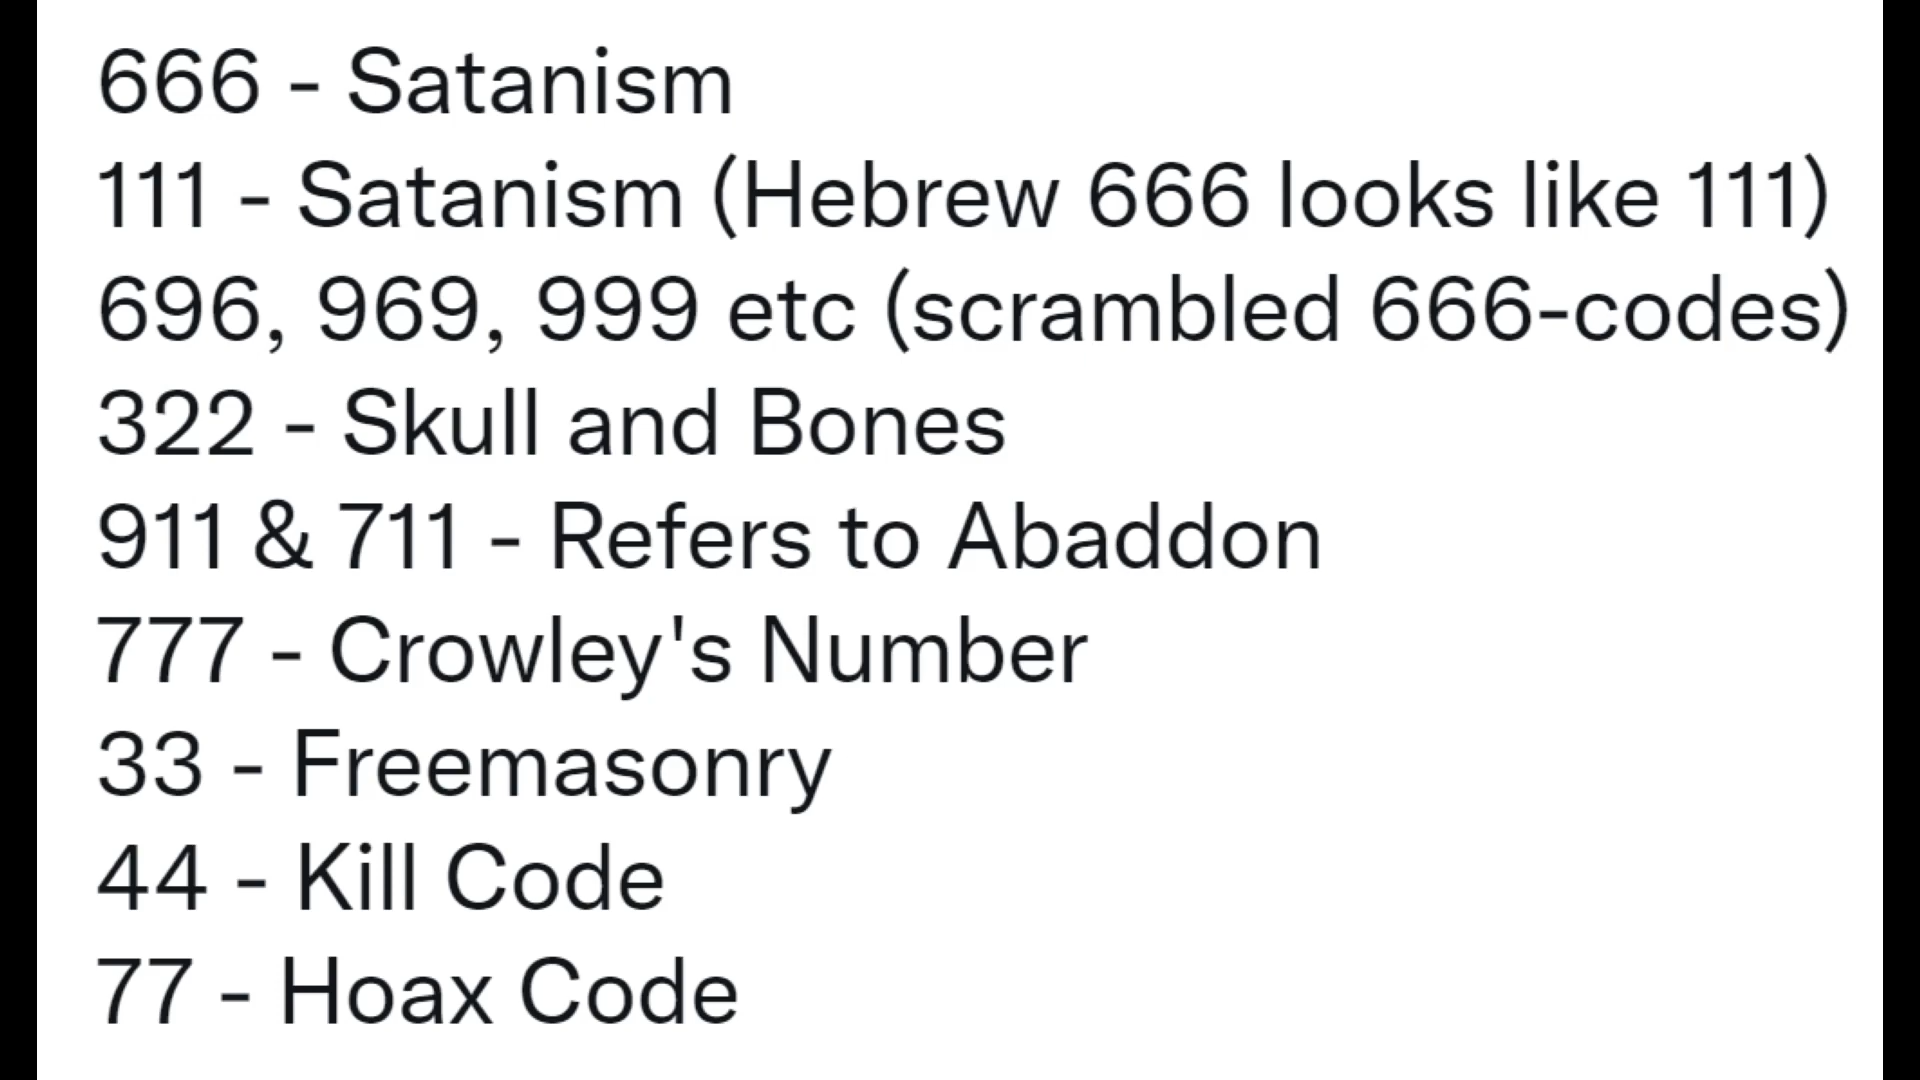 666 - Satanism
111 - Satanism (Hebrew 666 looks like 111)
696, 969, 999 etc (scrambled 666-codes)
322 - Skull and Bones
911 & 711 - Refers to Abaddon
777 - Crowley's Number
33 - Freemasonry
44 - Kill Code
77 - Hoax Code